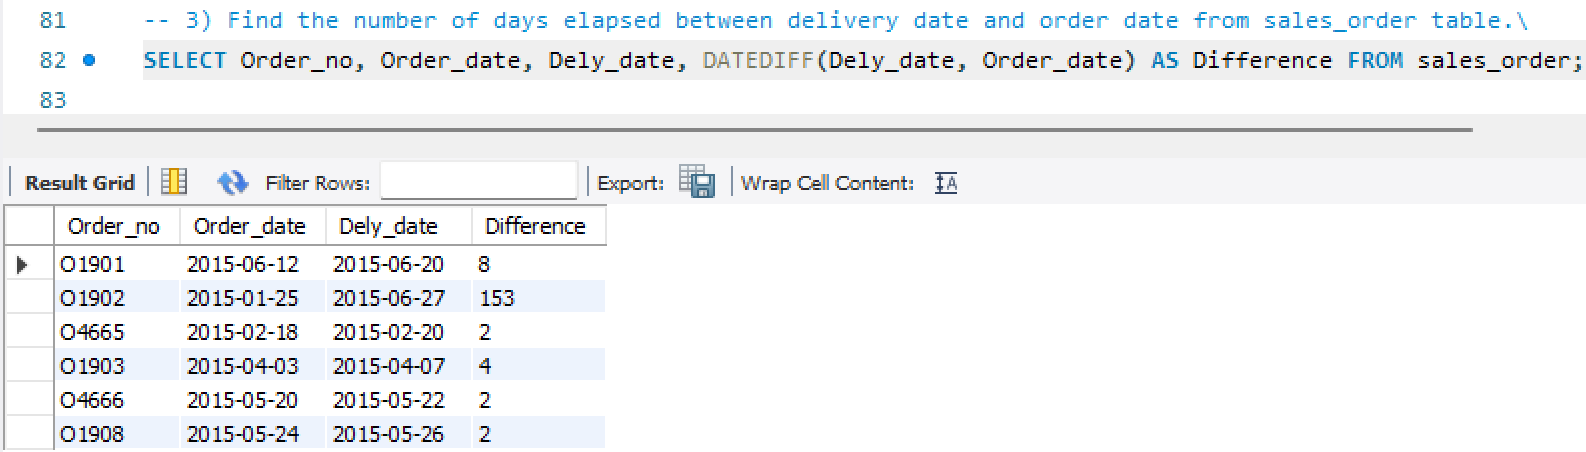 81 -- 3) Find the number of days elapsed between delivery date and order date from sales_order table.\
82 SELECT Order_no, Order_date, Dely_date, DATEDIFF(Dely_date, Order_date) AS Difference FROM sales_order;
83
Result Grid Filter Rows: Export: Wrap Cell Content: IA
Order_no Order_date Dely_date Difference
O1901 2015-06-12 2015-06-20 8
O1902 2015-01-25 2015-06-27 153
O4665 2015-02-18 2015-02-20 2
O1903 2015-04-03 2015-04-07 4
O4666 2015-05-20 2015-05-22 2
O1908 2015-05-24 2015-05-26 2